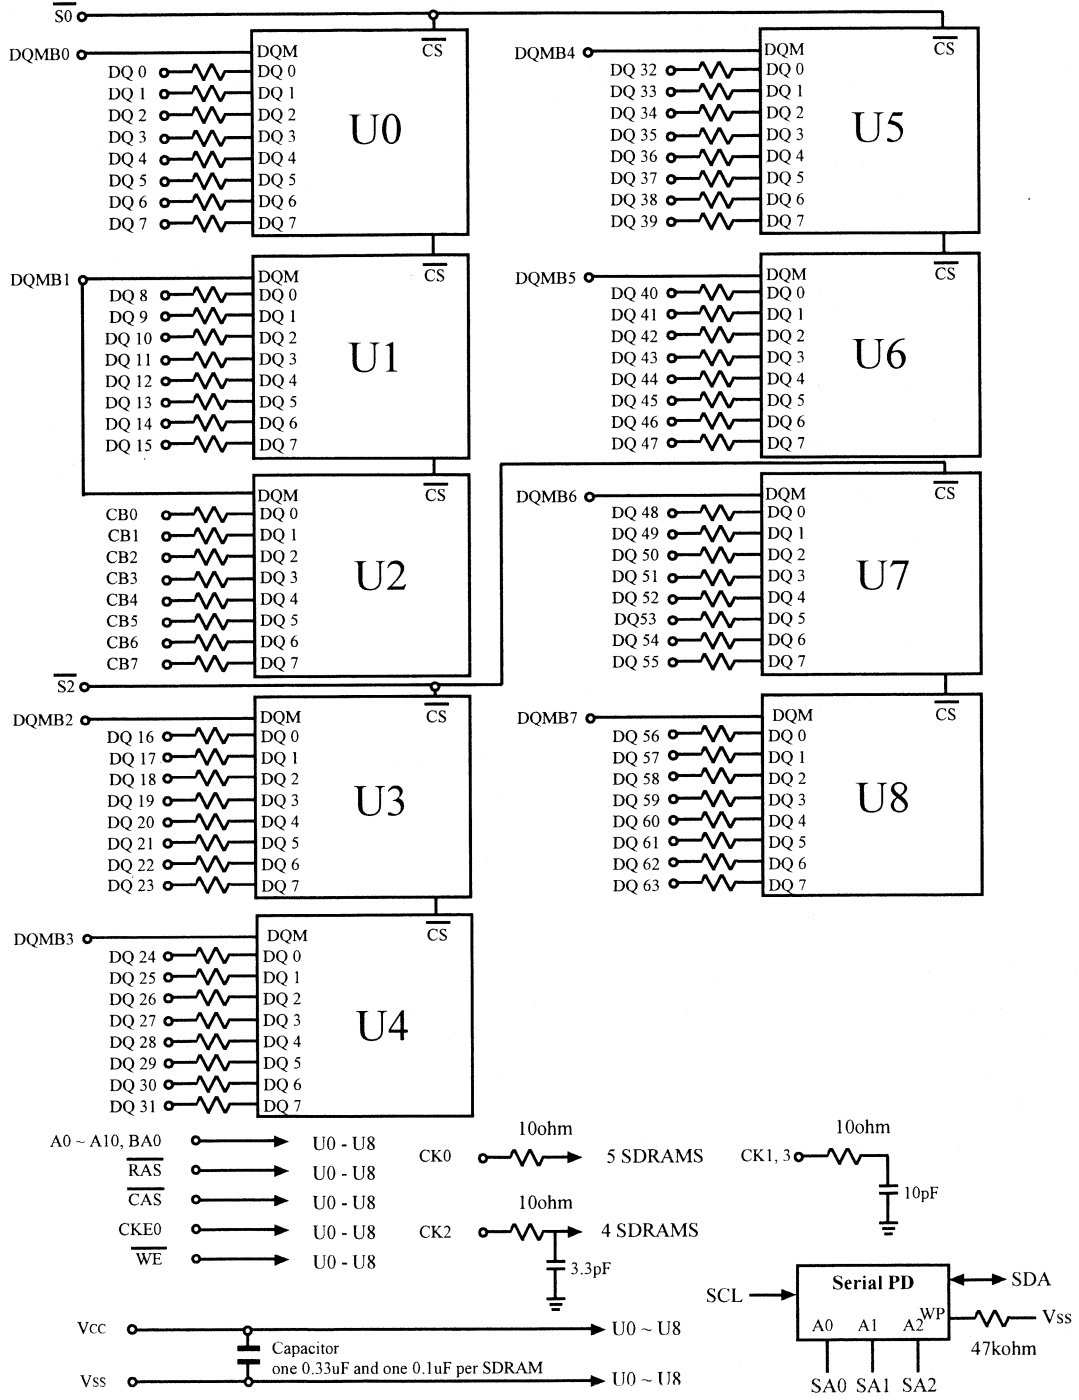 S0
DQMB0 DQM CS
DQ 0 DQ 0
DQ 1 DQ 1
DQ 2 DQ 2
DQ 3 DQ 3
DQ 4 DQ 4
DQ 5 DQ 5
DQ 6 DQ 6
DQ 7 DQ 7
U0
DQMB1 DQM CS
DQ 8 DQ 0
DQ 9 DQ 1
DQ 10 DQ 2
DQ 11 DQ 3
DQ 12 DQ 4
DQ 13 DQ 5
DQ 14 DQ 6
DQ 15 DQ 7
U1
DQM CS
CB0 DQ 0
CB1 DQ 1
CB2 DQ 2
CB3 DQ 3
CB4 DQ 4
CB5 DQ 5
CB6 DQ 6
CB7 DQ 7
U2
S2
DQMB2 DQM CS
DQ 16 DQ 0
DQ 17 DQ 1
DQ 18 DQ 2
DQ 19 DQ 3
DQ 20 DQ 4
DQ 21 DQ 5
DQ 22 DQ 6
DQ 23 DQ 7
U3
DQMB3 DQM CS
DQ 24 DQ 0
DQ 25 DQ 1
DQ 26 DQ 2
DQ 27 DQ 3
DQ 28 DQ 4
DQ 29 DQ 5
DQ 30 DQ 6
DQ 31 DQ 7
U4
DQMB4 DQM CS
DQ 32 DQ 0
DQ 33 DQ 1
DQ 34 DQ 2
DQ 35 DQ 3
DQ 36 DQ 4
DQ 37 DQ 5
DQ 38 DQ 6
DQ 39 DQ 7
U5
DQMB5 DQM CS
DQ 40 DQ 0
DQ 41 DQ 1
DQ 42 DQ 2
DQ 43 DQ 3
DQ 44 DQ 4
DQ 45 DQ 5
DQ 46 DQ 6
DQ 47 DQ 7
U6
DQMB6 DQM CS
DQ 48 DQ 0
DQ 49 DQ 1
DQ 50 DQ 2
DQ 51 DQ 3
DQ 52 DQ 4
DQ53 DQ 5
DQ 54 DQ 6
DQ 55 DQ 7
U7
DQMB7 DQM CS
DQ 56 DQ 0
DQ 57 DQ 1
DQ 58 DQ 2
DQ 59 DQ 3
DQ 60 DQ 4
DQ 61 DQ 5
DQ 62 DQ 6
DQ 63 DQ 7
U8
A0 ~ A10, BA0 U0 - U8
RAS U0 - U8
CAS U0 - U8
CKE0 U0 - U8
WE U0 - U8
10ohm
CK0 5 SDRAMS
10ohm
CK2 4 SDRAMS
3.3pF
10ohm
CK1, 3
10pF
Vcc U0 ~ U8
Capacitor
one 0.33uF and one 0.1uF per SDRAM
Vss U0 ~ U8
Serial PD
SCL SDA
WP Vss
47kohm
A0 A1 A2
SA0 SA1 SA2